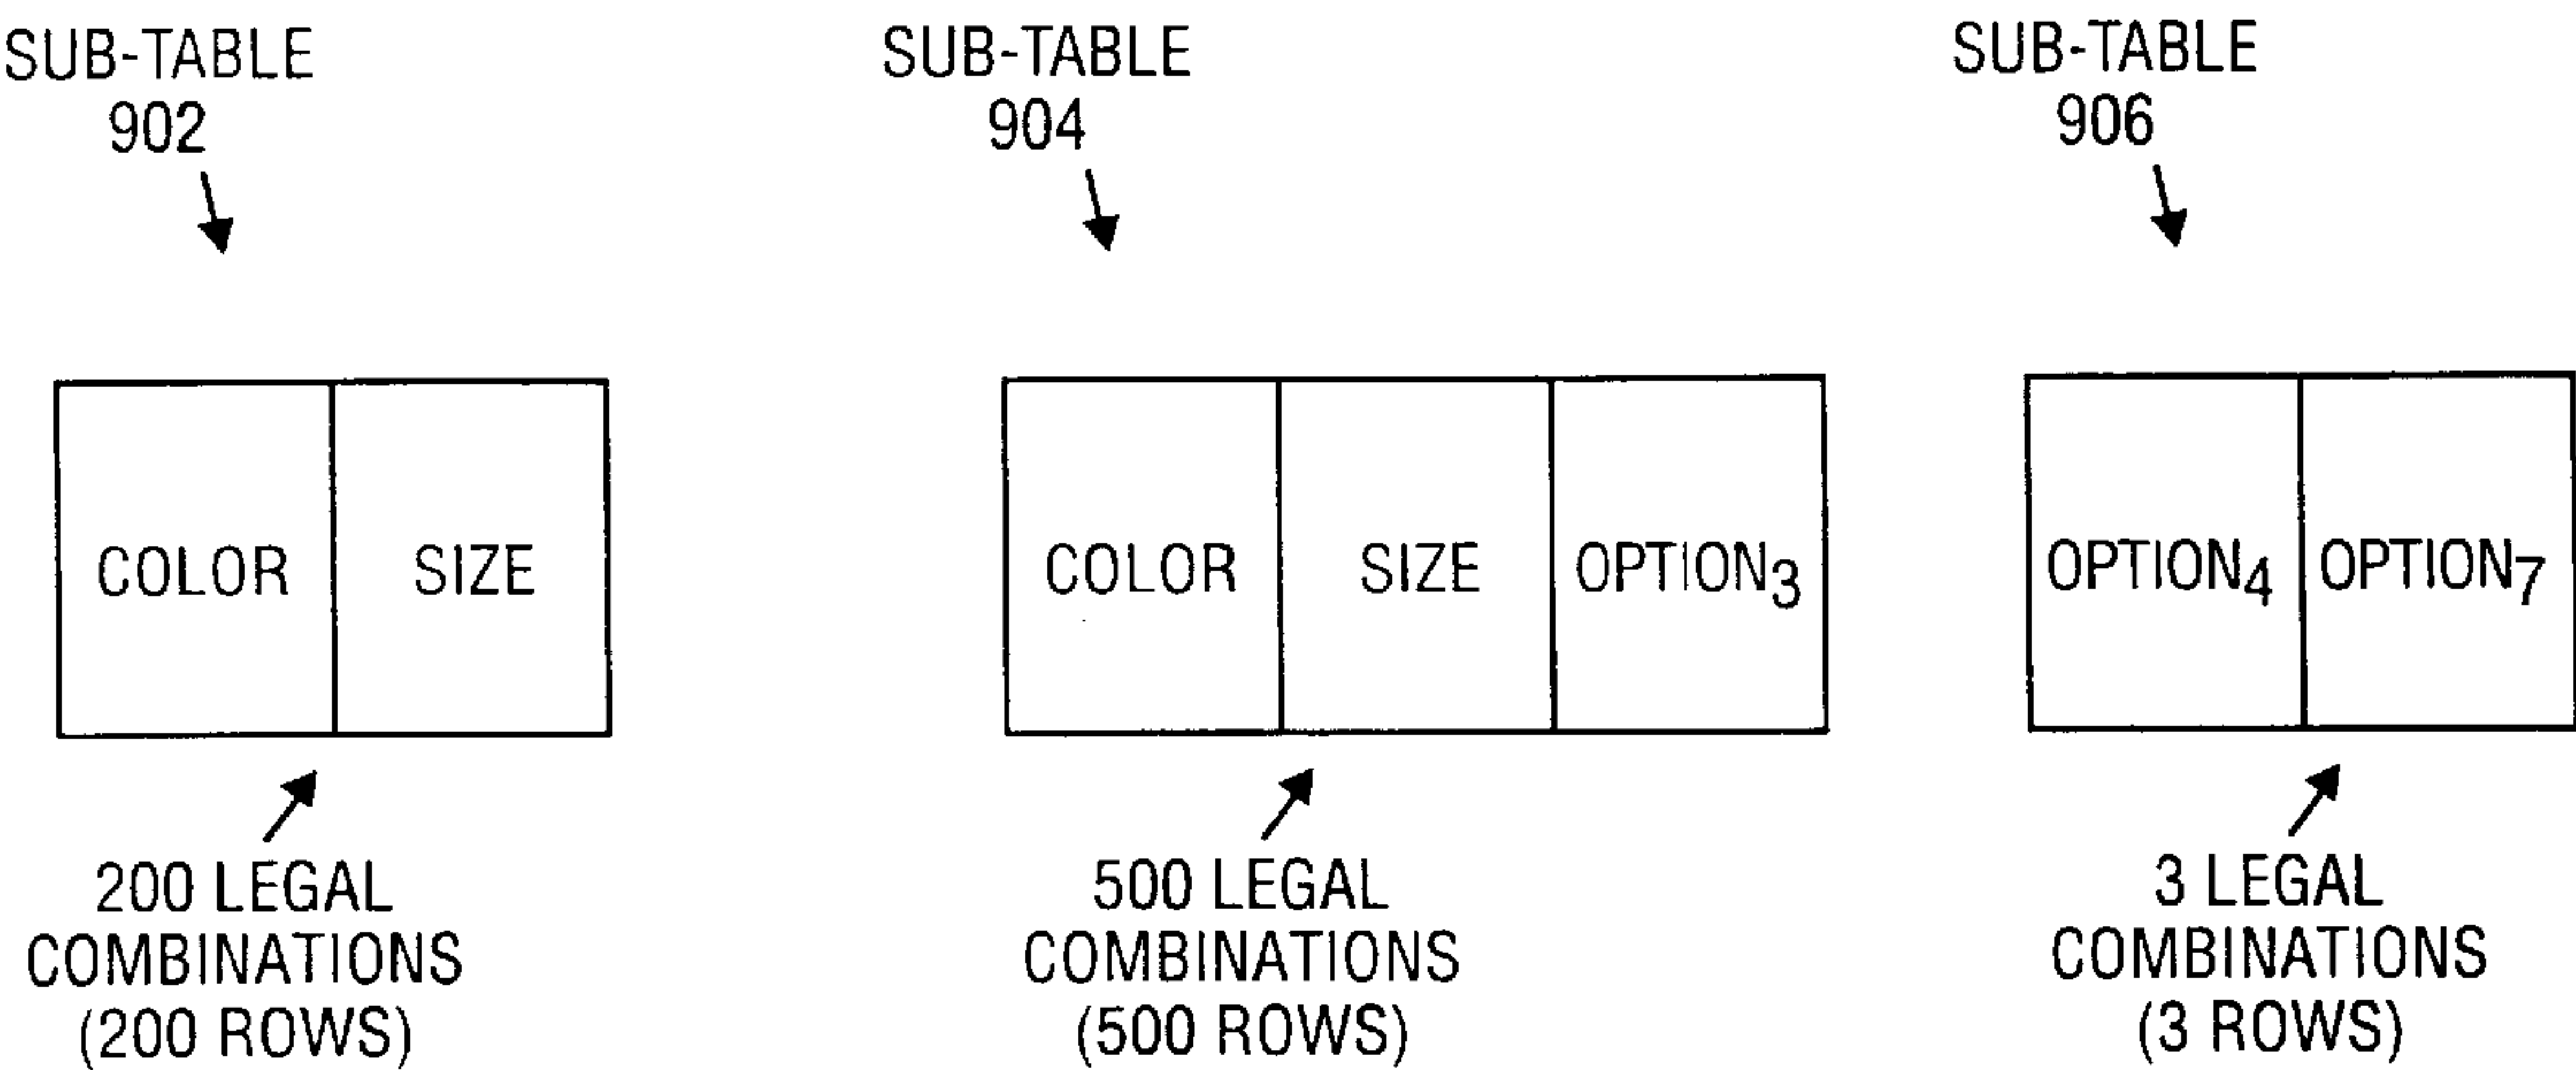 SUB-TABLE
902
SUB-TABLE
904
SUB-TABLE
906
COLOR
SIZE
COLOR
SIZE
OPTION3
OPTION4
OPTION7
200 LEGAL
COMBINATIONS
(200 ROWS)
500 LEGAL
COMBINATIONS
(500 ROWS)
3 LEGAL
COMBINATIONS
(3 ROWS)